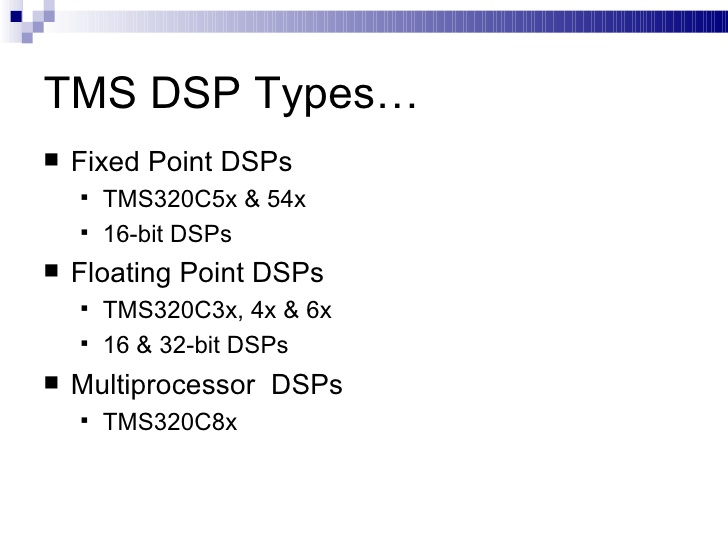 TMS DSP Types…
Fixed Point DSPs
TMS320C5x & 54x
16-bit DSPs
Floating Point DSPs
TMS320C3x, 4x & 6x
16 & 32-bit DSPs
Multiprocessor  DSPs
TMS320C8x